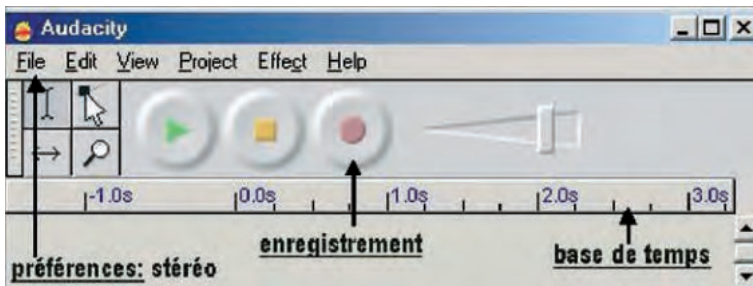 Audacity
File Edit View Project Effect Help
-1.0s 0.0s 1.0s 2.0s 3.0s
enregistrement
base de temps
préférences: stéréo